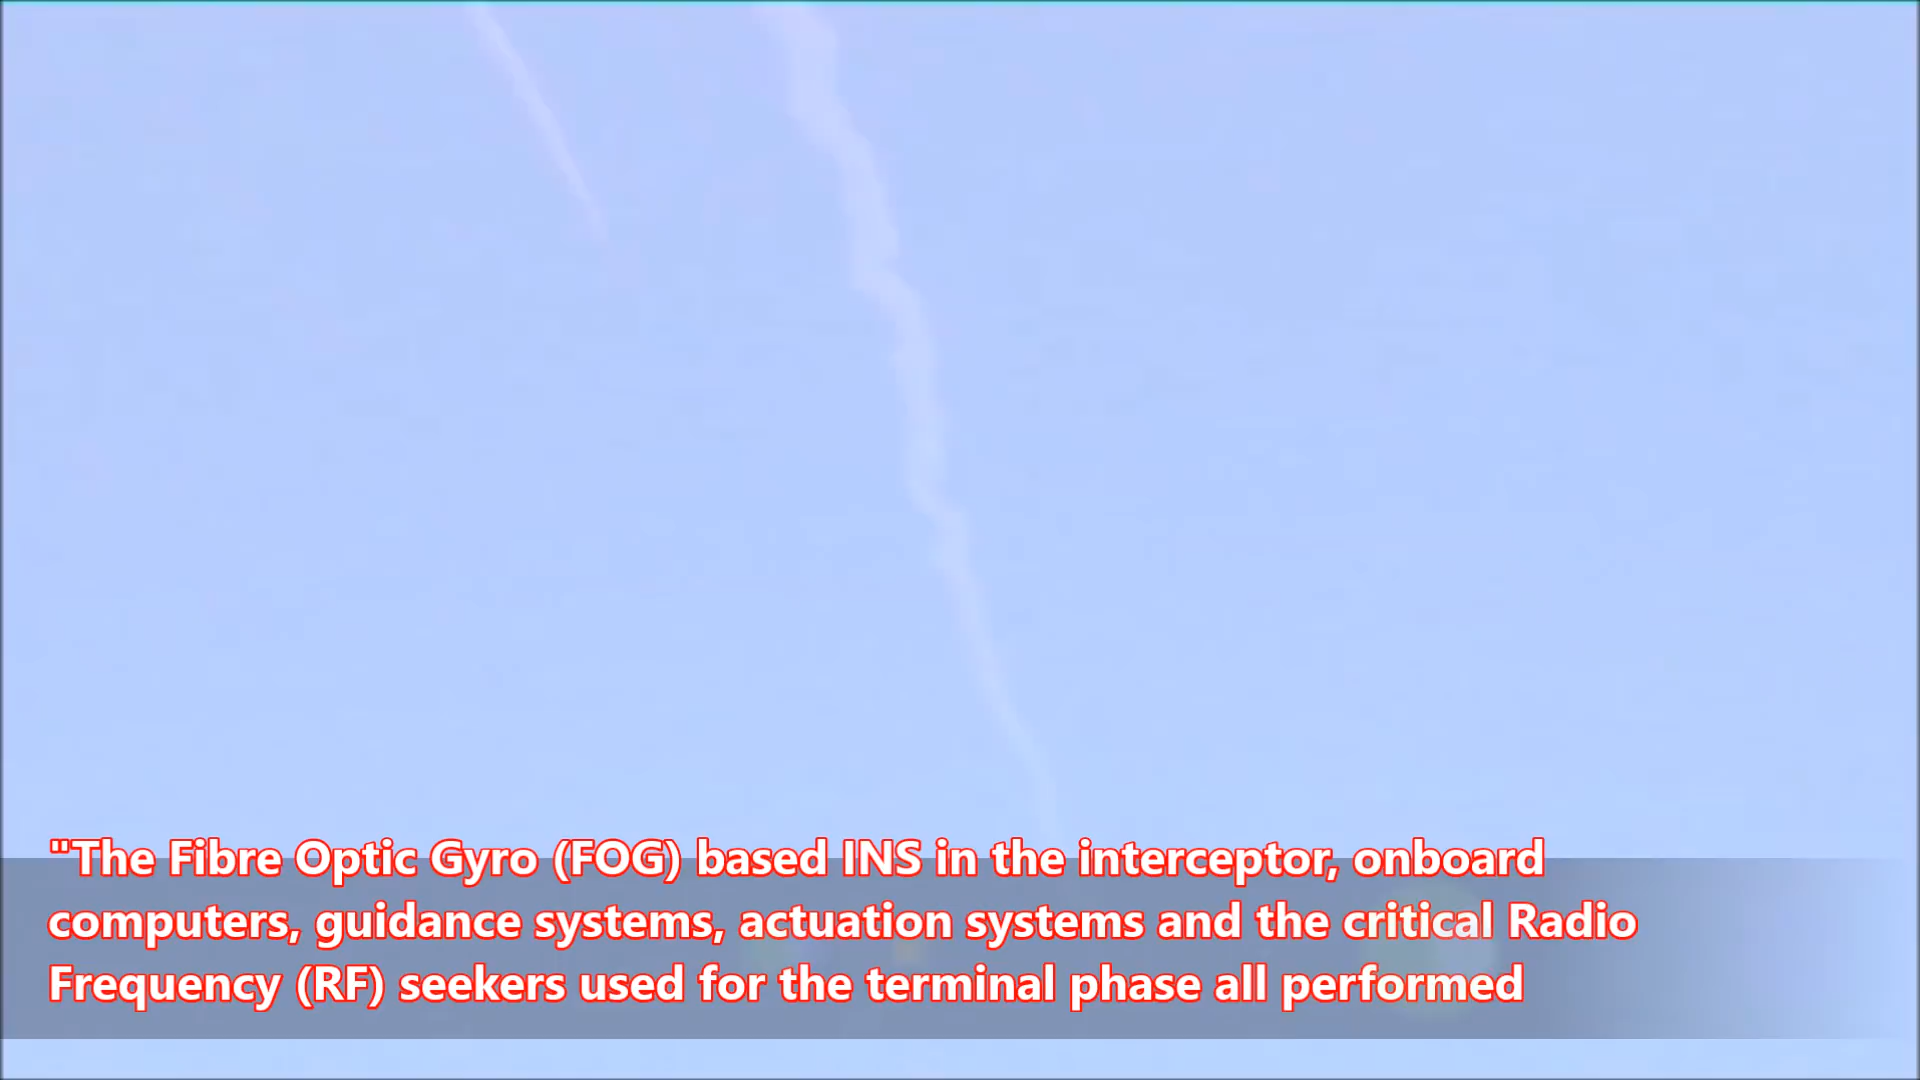 "The Fibre Optic Gyro (FOG) based INS in the interceptor, onboard
computers, guidance systems, actuation systems and the critical Radio
Frequency (RF) seekers used for the terminal phase all performed